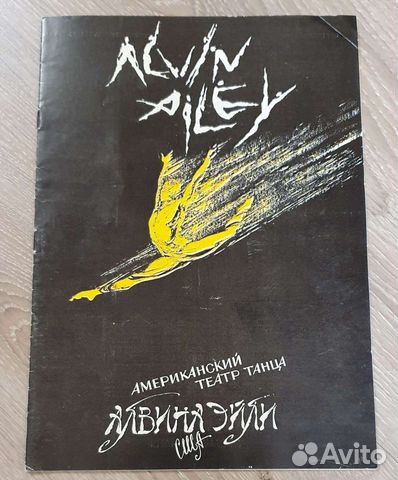 ALVIN
AILEY
АМЕРИКАНСКИЙ
ТЕАТР ТАНЦА
АЛВИНА ЭЙЛИ
США
Avito